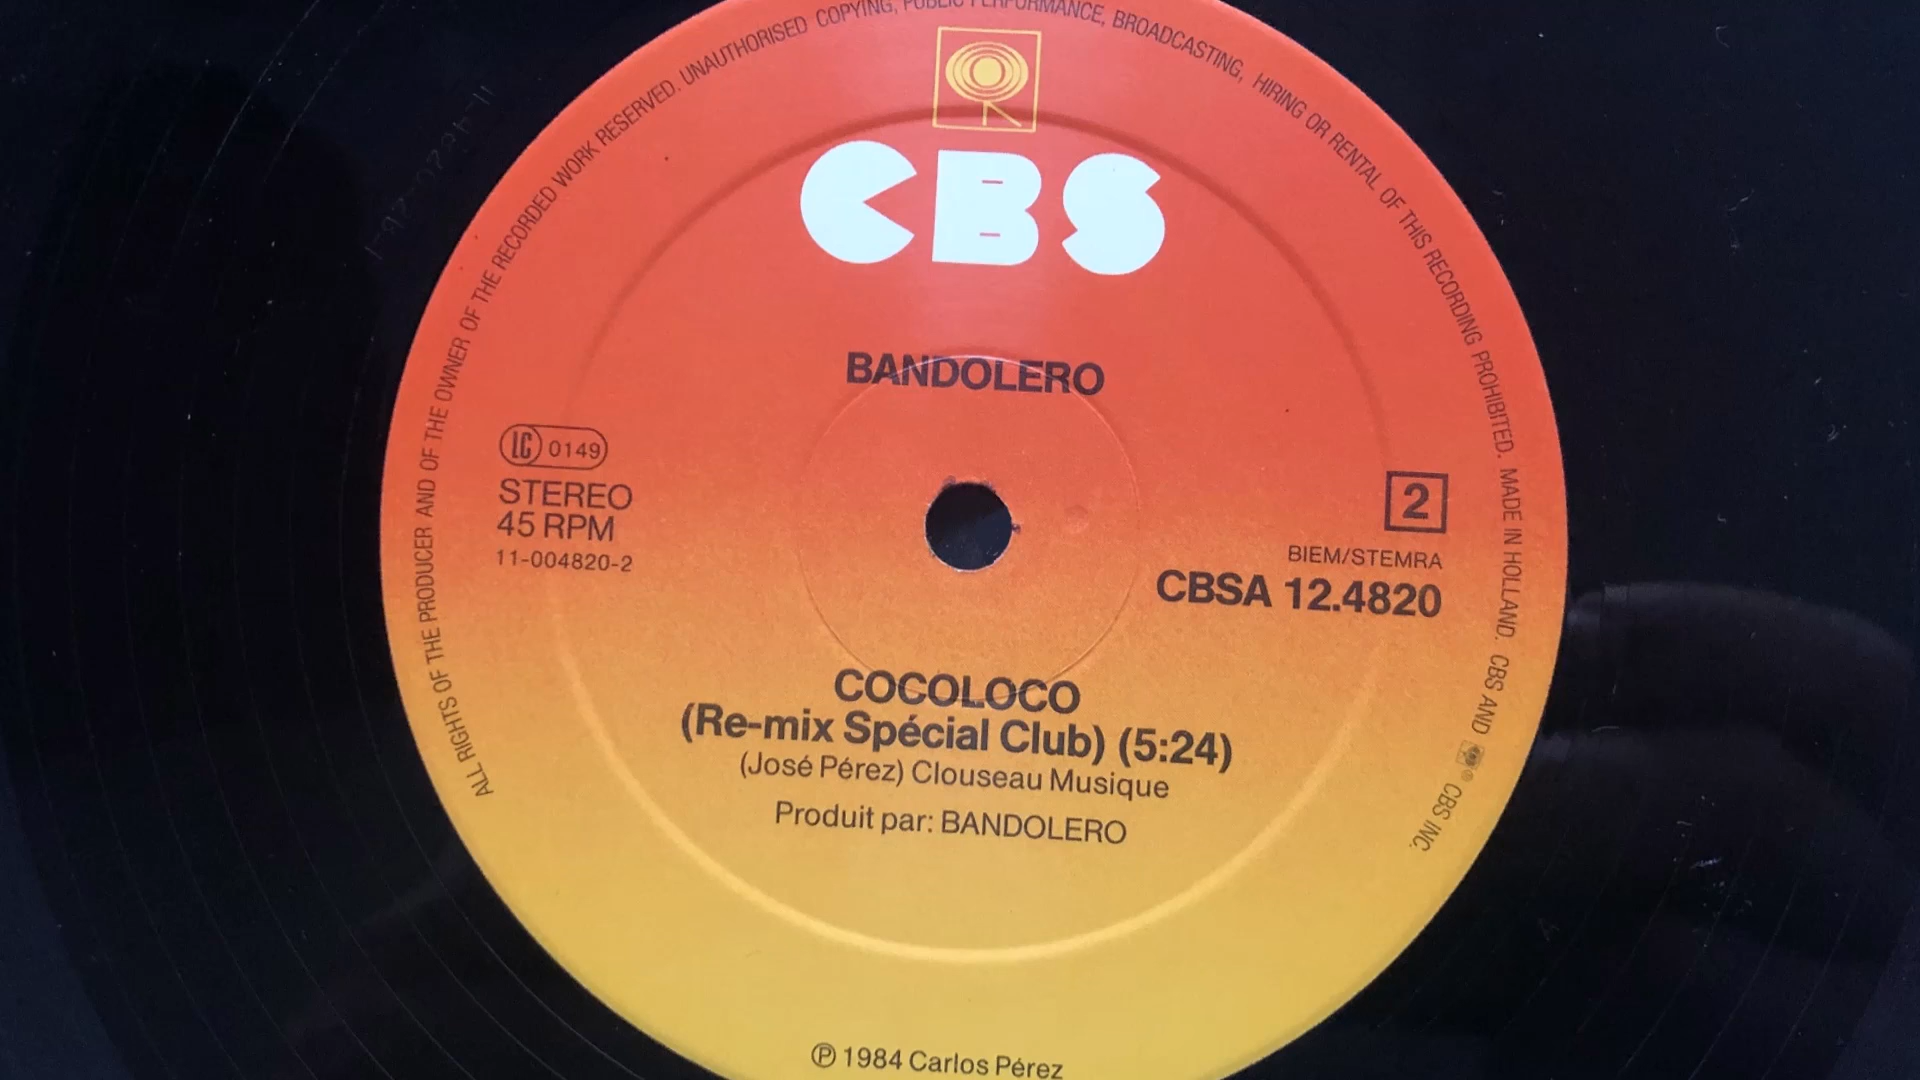 ALL RIGHTS OF THE PRODUCER AND OF THE OWNER OF THE RECORDED WORK RESERVED. UNAUTHORISED COPYING, PUBLIC PERFORMANCE, BROADCASTING, HIRING OR RENTAL OF THIS RECORDING PROHIBITED. MADE IN HOLLAND. CBS AND ℗ CBS INC.
CBS
BANDOLERO
LC 0149
STEREO
45 RPM
11-004820-2
2
BIEM/STEMRA
CBSA 12.4820
COCOLOCO
(Re-mix Spécial Club) (5:24)
(José Pérez) Clouseau Musique
Produit par: BANDOLERO
℗ 1984 Carlos Pérez